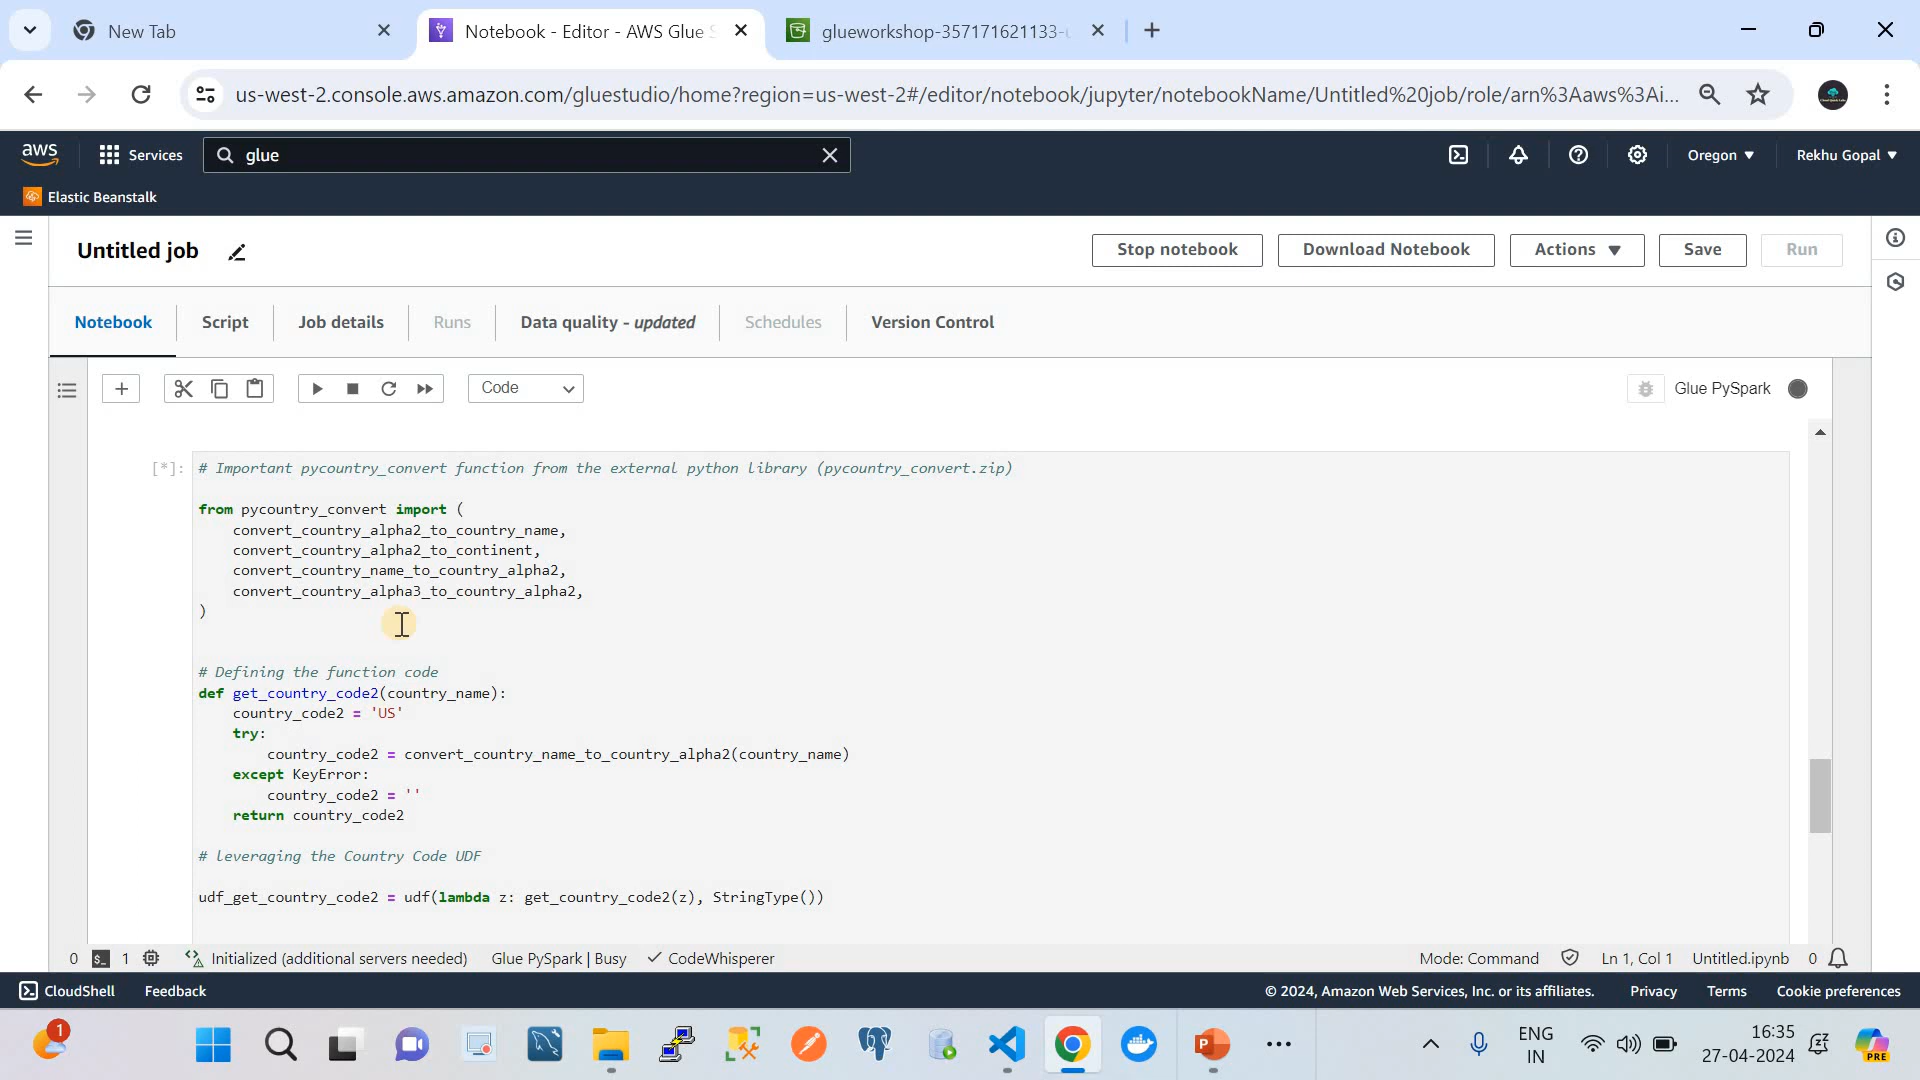 New Tab
Notebook - Editor - AWS Glue S
glueworkshop-357171621133-u
us-west-2.console.aws.amazon.com/gluestudio/home?region=us-west-2#/editor/notebook/jupyter/notebookName/Untitled%20job/role/arn%3Aaws%3Ai...
aws
Services
glue
Oregon
Rekhu Gopal
Elastic Beanstalk
Untitled job
Stop notebook
Download Notebook
Actions
Save
Run
Notebook
Script
Job details
Runs
Data quality - updated
Schedules
Version Control
Code
Glue PySpark
[*]:
# Important pycountry_convert function from the external python library (pycountry_convert.zip)
from pycountry_convert import (
convert_country_alpha2_to_country_name,
convert_country_alpha2_to_continent,
convert_country_name_to_country_alpha2,
convert_country_alpha3_to_country_alpha2,
)
# Defining the function code
def get_country_code2(country_name):
country_code2 = 'US'
try:
country_code2 = convert_country_name_to_country_alpha2(country_name)
except KeyError:
country_code2 = ''
return country_code2
# leveraging the Country Code UDF
udf_get_country_code2 = udf(lambda z: get_country_code2(z), StringType())
0
1
Initialized (additional servers needed)
Glue PySpark | Busy
CodeWhisperer
Mode: Command
Ln 1, Col 1
Untitled.ipynb
0
CloudShell
Feedback
© 2024, Amazon Web Services, Inc. or its affiliates.
Privacy
Terms
Cookie preferences
1
ENG
IN
16:35
27-04-2024
PRE